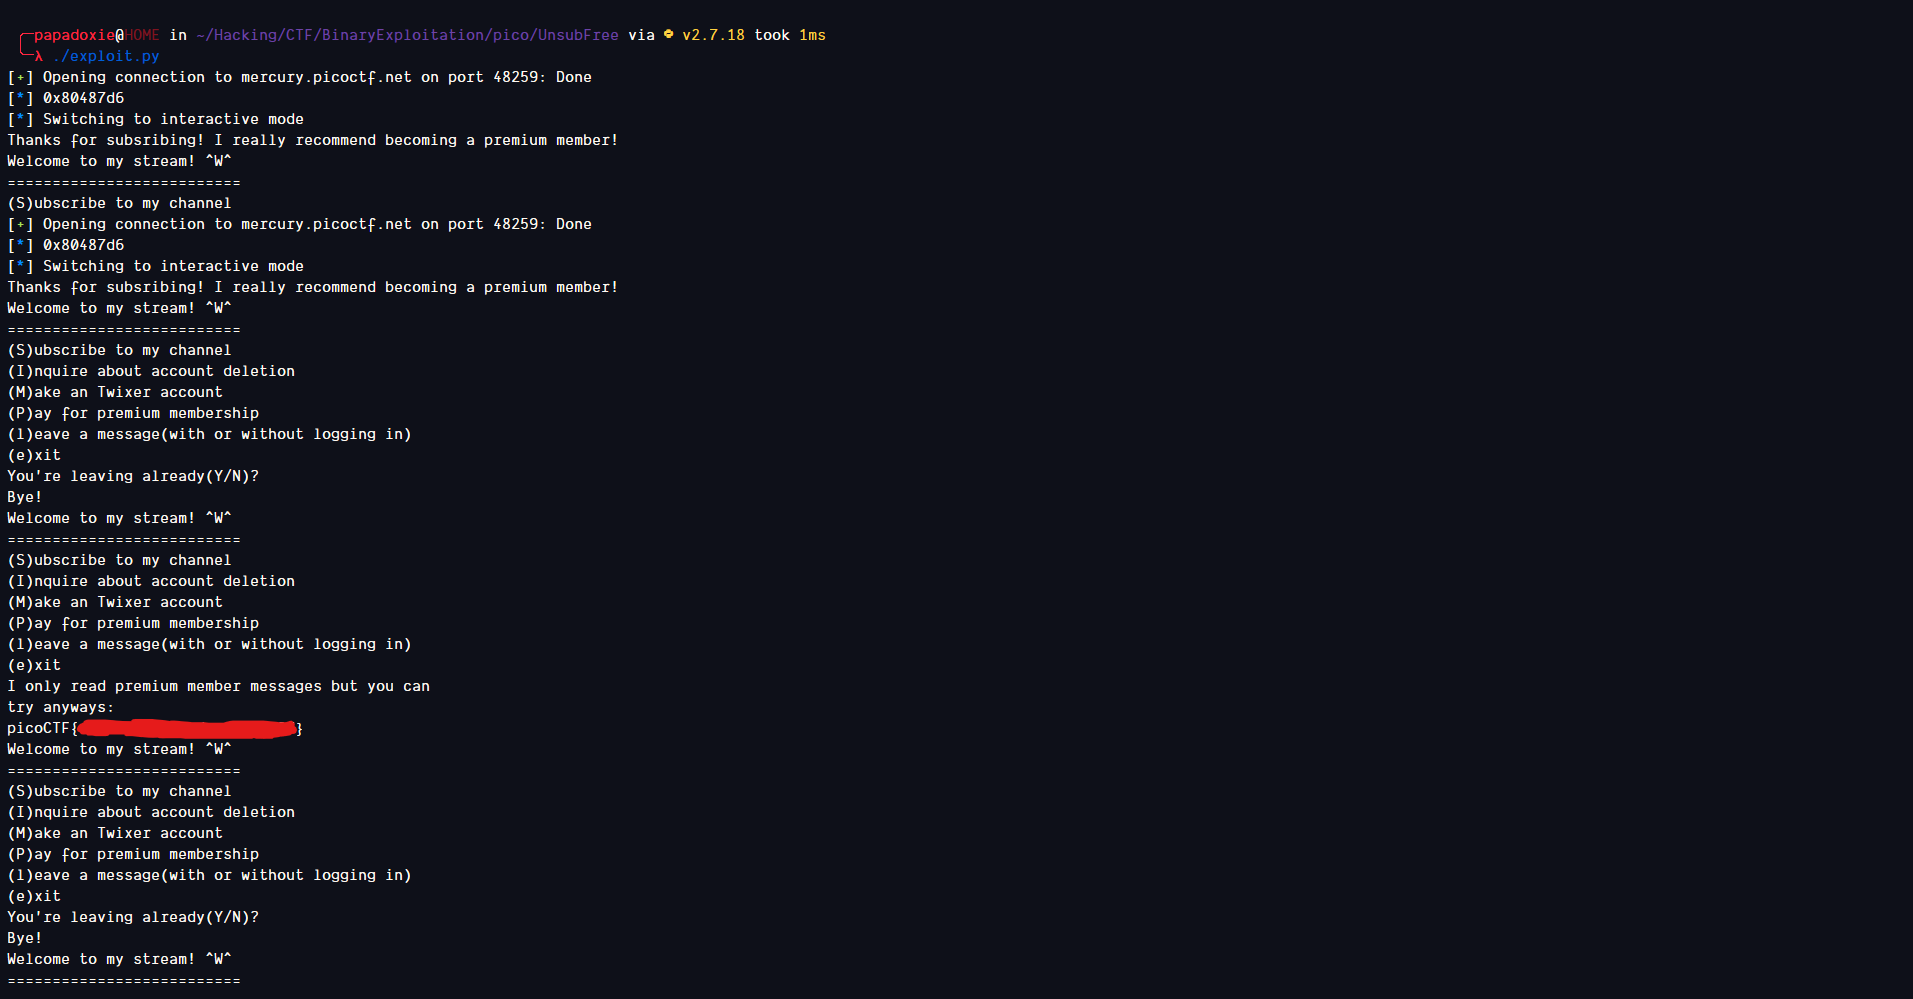 papadoxie@HOME in ~/Hacking/CTF/BinaryExploitation/pico/UnsubFree via v2.7.18 took 1ms
λ ./exploit.py
[+] Opening connection to mercury.picoctf.net on port 48259: Done
[*] 0x80487d6
[*] Switching to interactive mode
Thanks for subsribing! I really recommend becoming a premium member!
Welcome to my stream! ^W^
==========================
(S)ubscribe to my channel
[+] Opening connection to mercury.picoctf.net on port 48259: Done
[*] 0x80487d6
[*] Switching to interactive mode
Thanks for subsribing! I really recommend becoming a premium member!
Welcome to my stream! ^W^
==========================
(S)ubscribe to my channel
(I)nquire about account deletion
(M)ake an Twixer account
(P)ay for premium membership
(l)eave a message(with or without logging in)
(e)xit
You're leaving already(Y/N)?
Bye!
Welcome to my stream! ^W^
==========================
(S)ubscribe to my channel
(I)nquire about account deletion
(M)ake an Twixer account
(P)ay for premium membership
(l)eave a message(with or without logging in)
(e)xit
I only read premium member messages but you can
try anyways:
picoCTF{}
Welcome to my stream! ^W^
==========================
(S)ubscribe to my channel
(I)nquire about account deletion
(M)ake an Twixer account
(P)ay for premium membership
(l)eave a message(with or without logging in)
(e)xit
You're leaving already(Y/N)?
Bye!
Welcome to my stream! ^W^
==========================